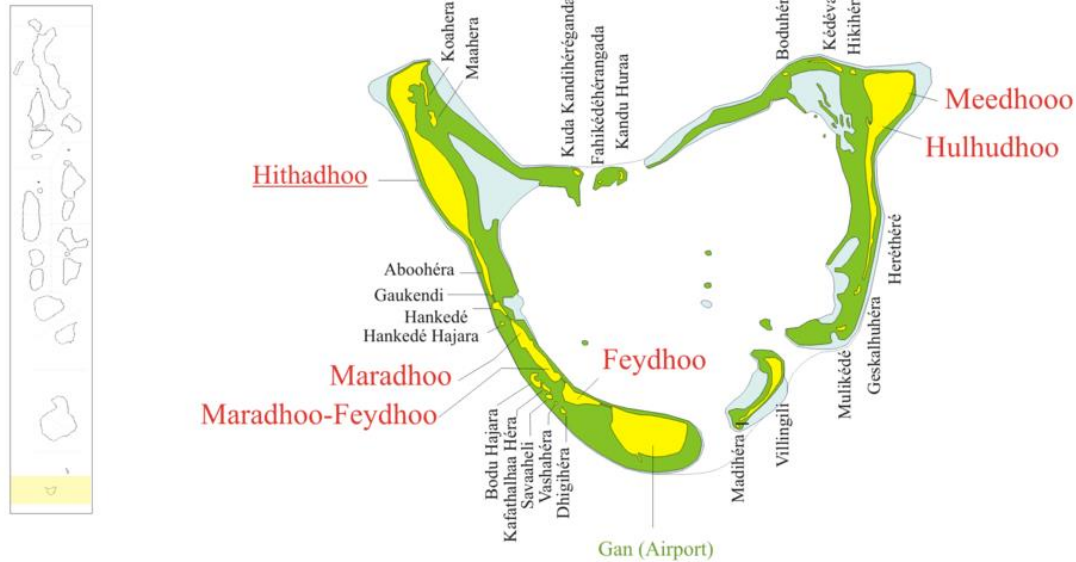 Koahera
Maahera
Kuda Kandihéréganda
Fahikédéhérangada
Kandu Huraa
Boduhér
Kédéva
Hikihér
Meedhooo
Hulhudhoo
Hithadhoo
Aboohéra
Gaukendi
Hankedé
Hankedé Hajara
Maradhoo
Maradhoo-Feydhoo
Feydhoo
Heréthéré
Geskalhuhéra
Mulikédé
Villingili
Madihéra
Bodu Hajara
Kafathalhaa Héra
Savaaheli
Vashahéra
Dhigihéra
Gan (Airport)